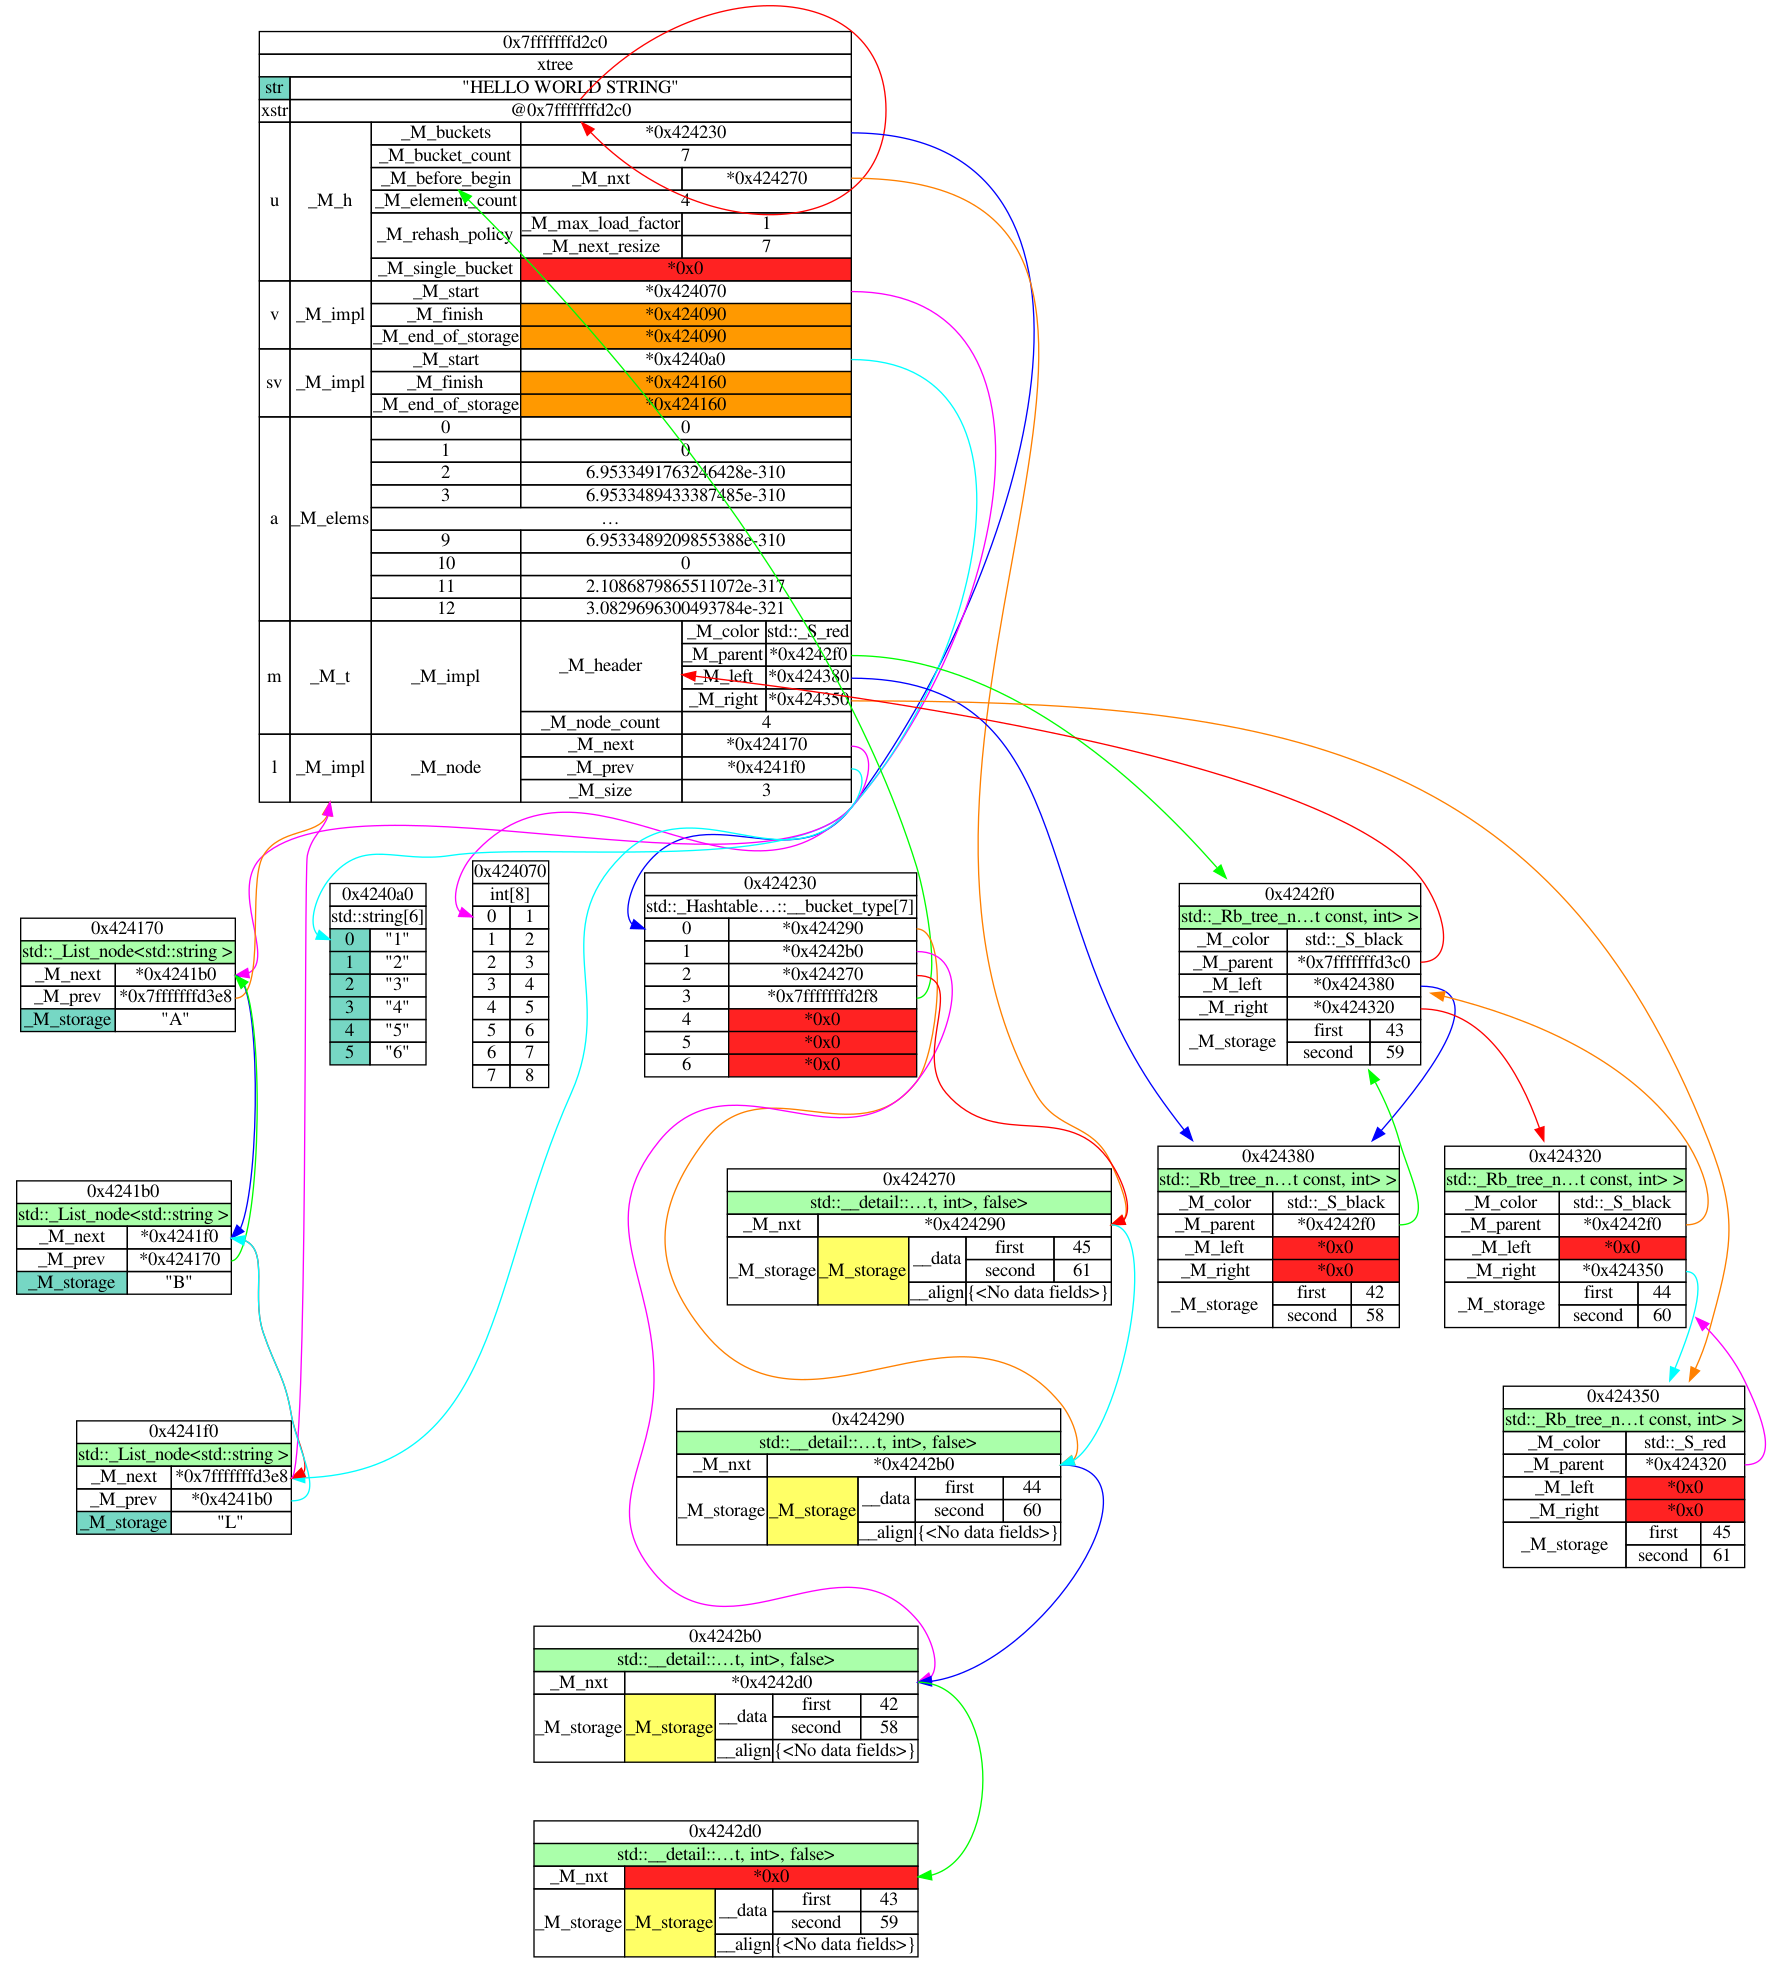 0x7fffffffd2c0
xtree
str "HELLO WORLD STRING"
xstr @0x7fffffffd2c0
u _M_h _M_buckets *0x424230
_M_bucket_count 7
_M_before_begin _M_nxt *0x424270
_M_element_count 4
_M_rehash_policy _M_max_load_factor 1
_M_next_resize 7
_M_single_bucket *0x0
v _M_impl _M_start *0x424070
_M_finish *0x424090
_M_end_of_storage *0x424090
sv _M_impl _M_start *0x4240a0
_M_finish *0x424160
_M_end_of_storage *0x424160
a _M_elems 0 0
1 0
2 6.9533491763246428e-310
3 6.9533489433387485e-310
…
9 6.9533489209855388e-310
10 0
11 2.1086879865511072e-317
12 3.0829696300493784e-321
m _M_t _M_impl _M_header _M_color std::_S_red
_M_parent *0x4242f0
_M_left *0x424380
_M_right *0x424350
_M_node_count 4
l _M_impl _M_node _M_next *0x424170
_M_prev *0x4241f0
_M_size 3
0x424170
std::_List_node<std::string >
_M_next *0x4241b0
_M_prev *0x7fffffffd3e8
_M_storage "A"
0x4240a0
std::string[6]
0 "1"
1 "2"
2 "3"
3 "4"
4 "5"
5 "6"
0x424070
int[8]
0 1
1 2
2 3
3 4
4 5
5 6
6 7
7 8
0x424230
std::_Hashtable…::__bucket_type[7]
0 *0x424290
1 *0x4242b0
2 *0x424270
3 *0x7fffffffd2f8
4 *0x0
5 *0x0
6 *0x0
0x4242f0
std::_Rb_tree_n…t const, int> >
_M_color std::_S_black
_M_parent *0x7fffffffd3c0
_M_left *0x424380
_M_right *0x424320
_M_storage first 43
second 59
0x4241b0
std::_List_node<std::string >
_M_next *0x4241f0
_M_prev *0x424170
_M_storage "B"
0x424270
std::__detail::…t, int>, false>
_M_nxt *0x424290
_M_storage _M_storage __data first 45
second 61
__align {<No data fields>}
0x424380
std::_Rb_tree_n…t const, int> >
_M_color std::_S_black
_M_parent *0x4242f0
_M_left *0x0
_M_right *0x0
_M_storage first 42
second 58
0x424320
std::_Rb_tree_n…t const, int> >
_M_color std::_S_black
_M_parent *0x4242f0
_M_left *0x0
_M_right *0x424350
_M_storage first 44
second 60
0x4241f0
std::_List_node<std::string >
_M_next *0x7fffffffd3e8
_M_prev *0x4241b0
_M_storage "L"
0x424290
std::__detail::…t, int>, false>
_M_nxt *0x4242b0
_M_storage _M_storage __data first 44
second 60
__align {<No data fields>}
0x424350
std::_Rb_tree_n…t const, int> >
_M_color std::_S_red
_M_parent *0x424320
_M_left *0x0
_M_right *0x0
_M_storage first 45
second 61
0x4242b0
std::__detail::…t, int>, false>
_M_nxt *0x4242d0
_M_storage _M_storage __data first 42
second 58
__align {<No data fields>}
0x4242d0
std::__detail::…t, int>, false>
_M_nxt *0x0
_M_storage _M_storage __data first 43
second 59
__align {<No data fields>}